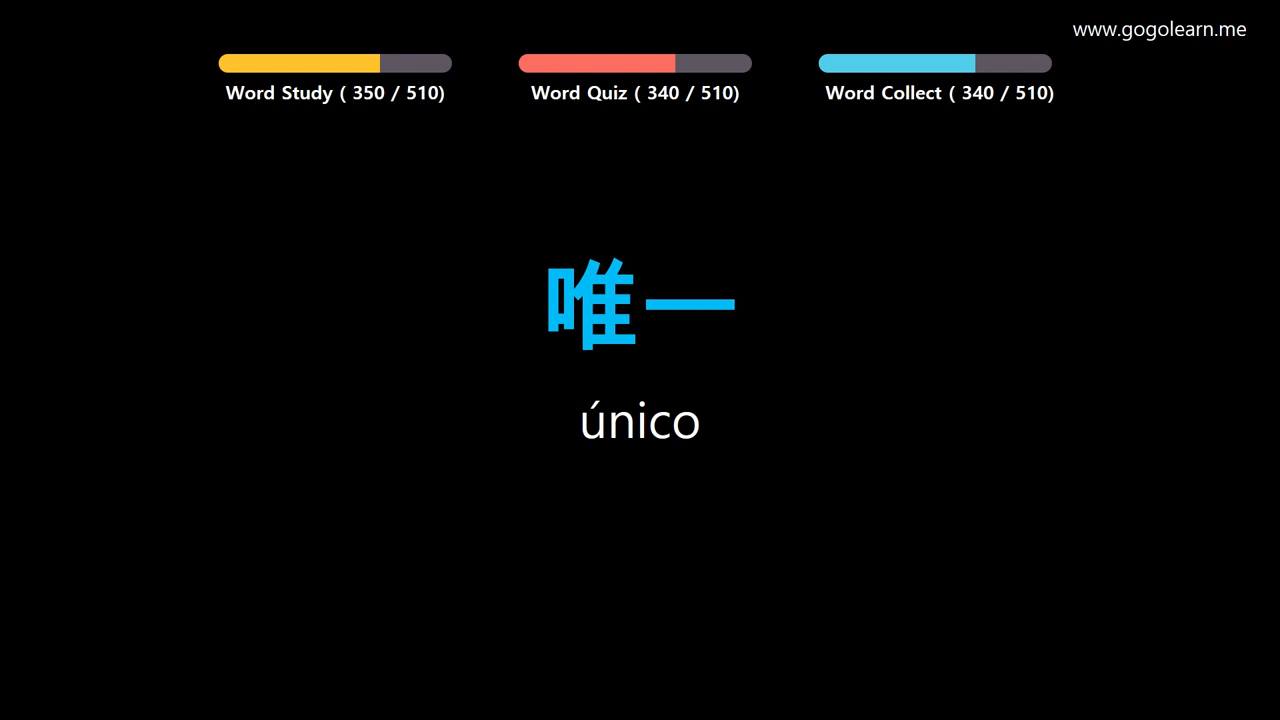 www.gogolearn.me
Word Study ( 350 / 510)
Word Quiz ( 340 / 510)
Word Collect ( 340 / 510)
唯一
único